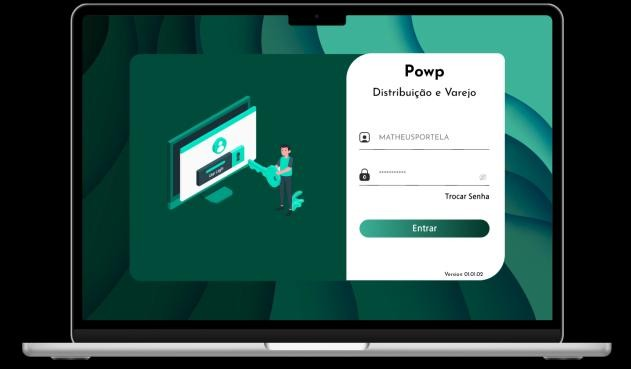 Powp
Distribuição e Varejo
MATHEUSPORTELA
***********
Trocar Senha
Entrar
Version 01.01.02